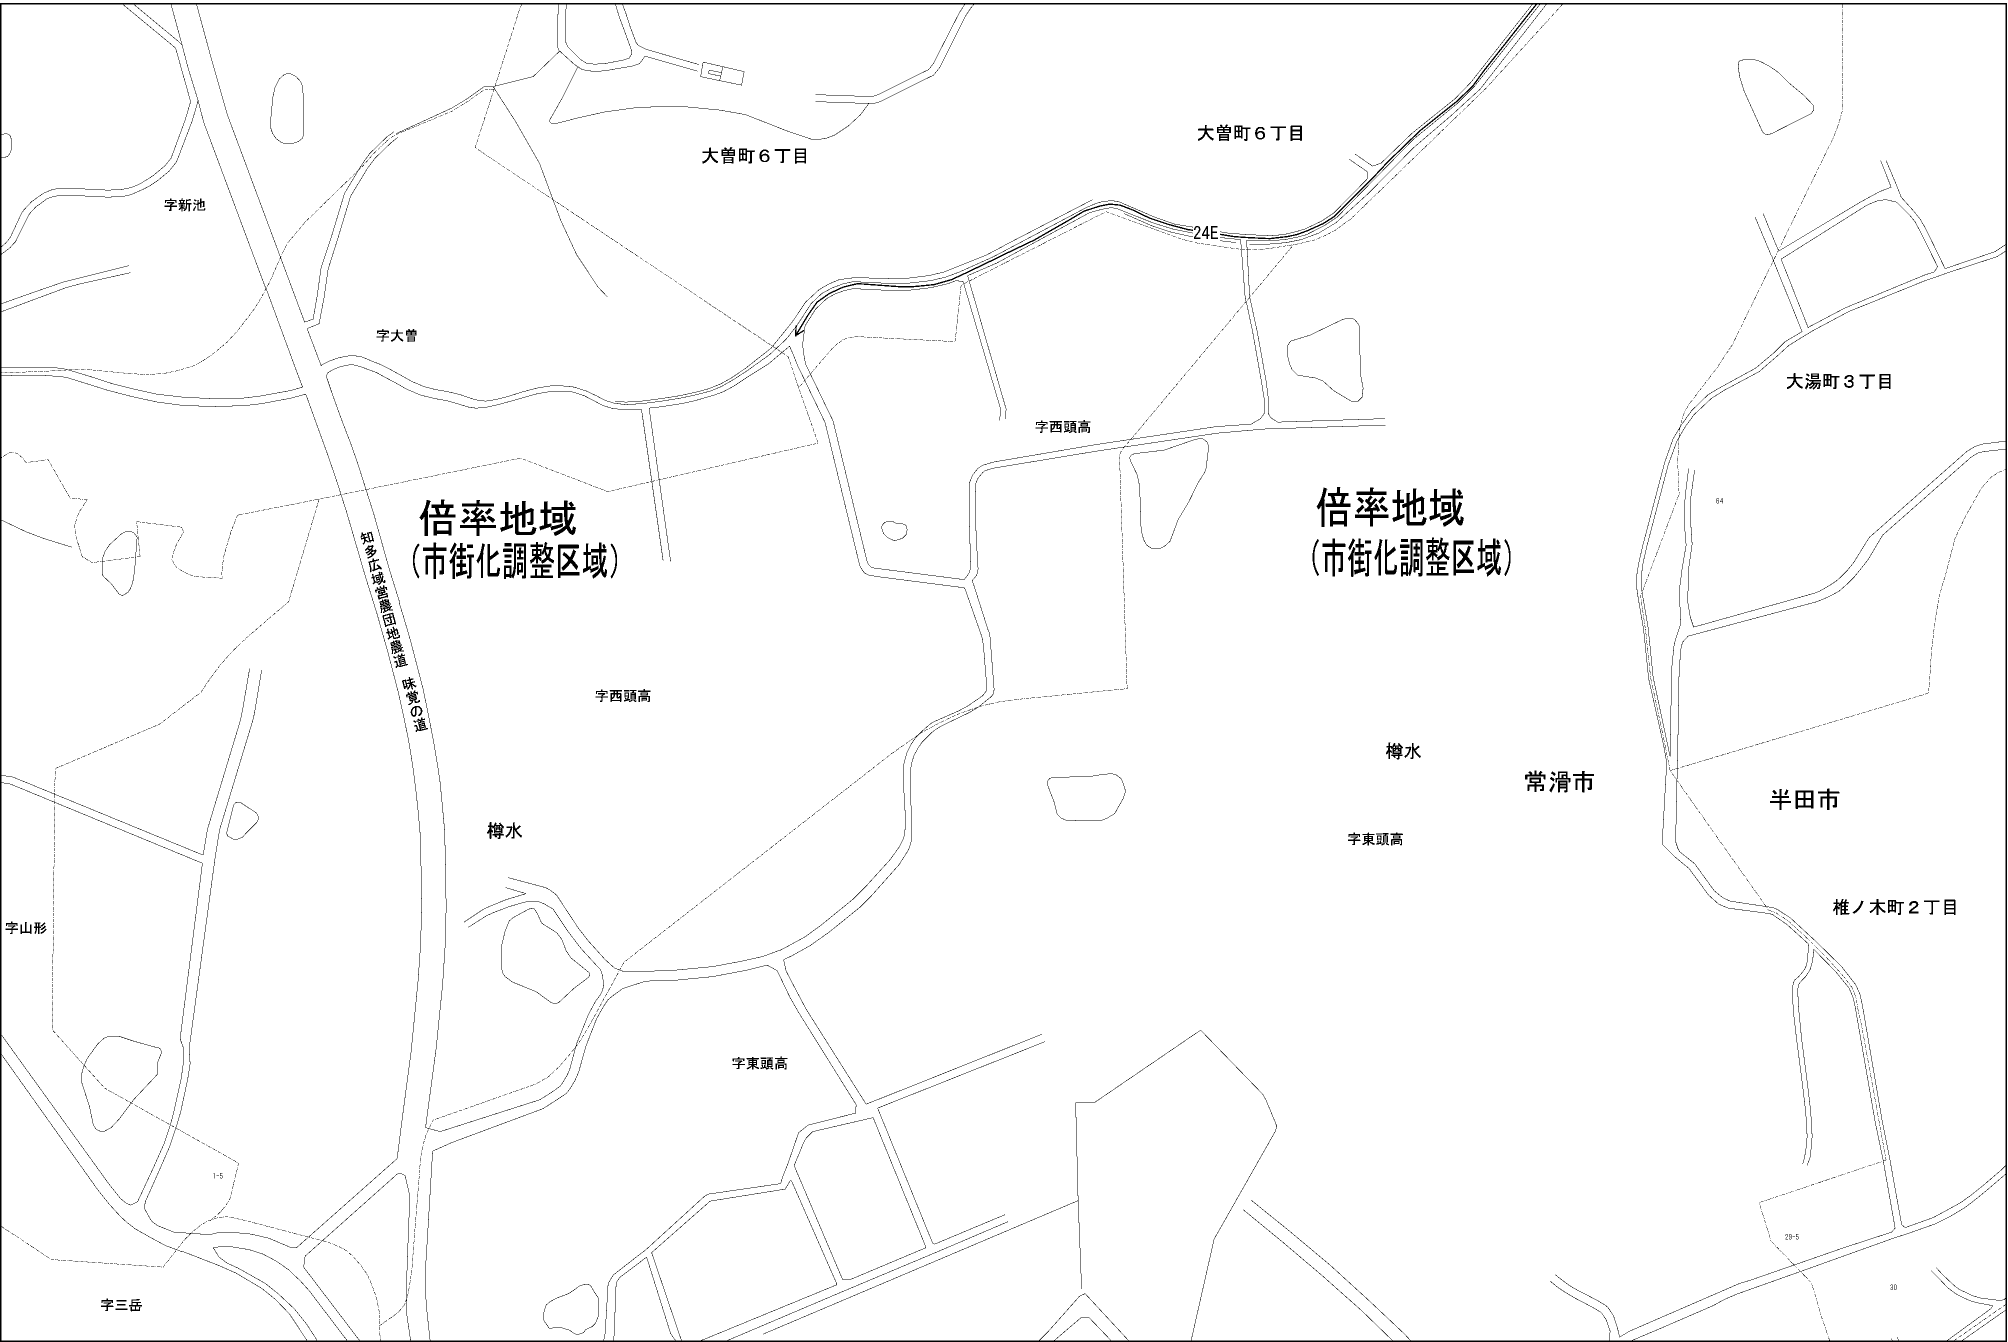 大曽町６丁目
大曽町６丁目
字新池
24E
字大曽
大湯町３丁目
字西頭高
64
倍率地域
(市街化調整区域)
倍率地域
(市街化調整区域)
知多広域営農団地農道　味覚の道
字西頭高
樽水
常滑市
半田市
樽水
字東頭高
椎ノ木町２丁目
字山形
字東頭高
1-5
29-5
30
字三岳